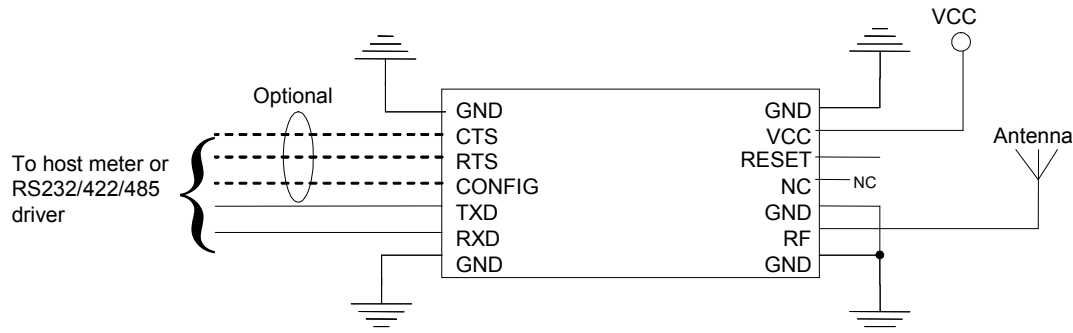 VCC
Optional
Antenna
To host meter or
RS232/422/485
driver
GND
CTS
RTS
CONFIG
TXD
RXD
GND
GND
VCC
RESET
NC
NC
GND
RF
GND